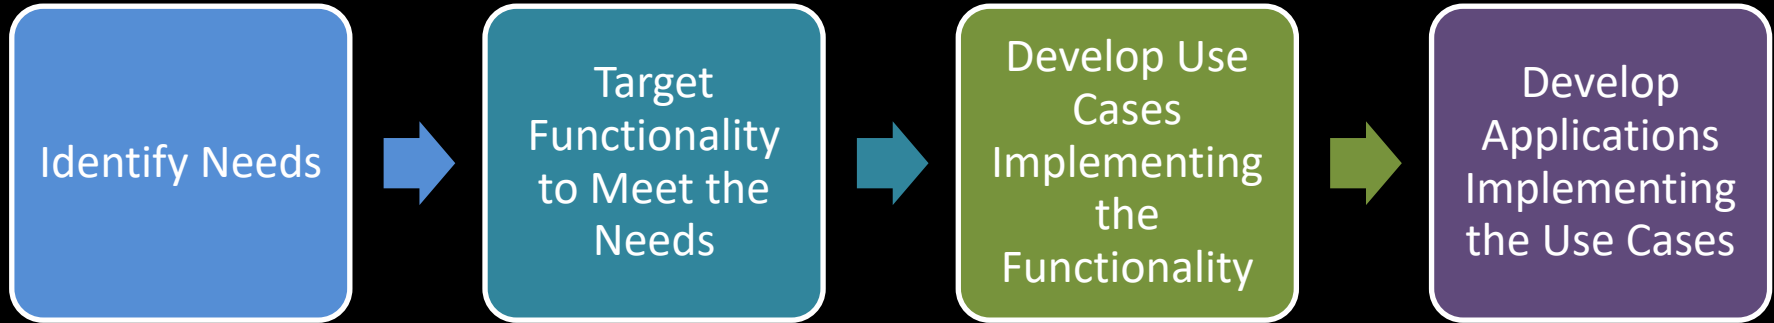 Identify Needs
Target
Functionality
to Meet the
Needs
Develop Use
Cases
Implementing
the
Functionality
Develop
Applications
Implementing
the Use Cases